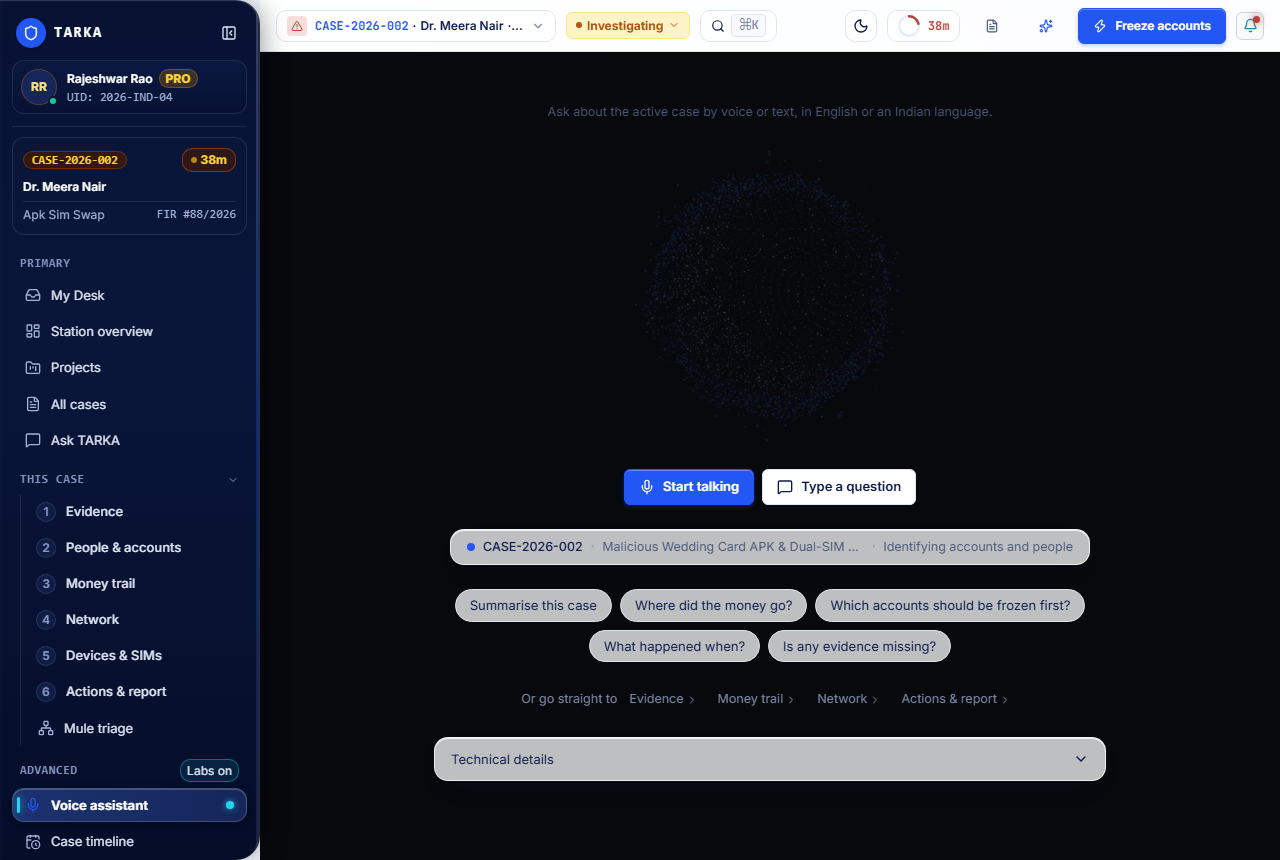 TARKA
RR
Rajeshwar Rao PRO
UID: 2026-IND-04
CASE-2026-002
38m
Dr. Meera Nair
Apk Sim Swap
FIR #88/2026
PRIMARY
My Desk
Station overview
Projects
All cases
Ask TARKA
THIS CASE
1 Evidence
2 People & accounts
3 Money trail
4 Network
5 Devices & SIMs
6 Actions & report
Mule triage
ADVANCED
Labs on
Voice assistant
Case timeline
CASE-2026-002 · Dr. Meera Nair ·...
Investigating
⌘K
38m
Freeze accounts
Ask about the active case by voice or text, in English or an Indian language.
Start talking
Type a question
CASE-2026-002 · Malicious Wedding Card APK & Dual-SIM ... · Identifying accounts and people
Summarise this case
Where did the money go?
Which accounts should be frozen first?
What happened when?
Is any evidence missing?
Or go straight to Evidence › Money trail › Network › Actions & report ›
Technical details